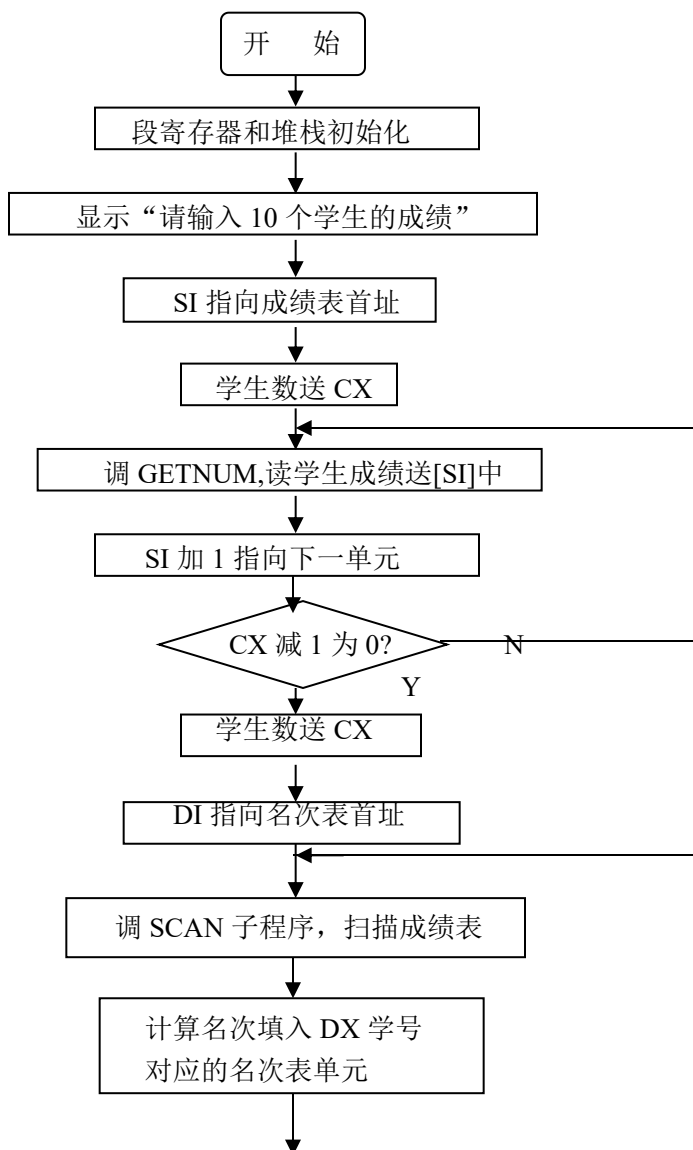 开 始
段寄存器和堆栈初始化
显示“请输入 10 个学生的成绩”
SI 指向成绩表首址
学生数送 CX
调 GETNUM,读学生成绩送[SI]中
SI 加 1 指向下一单元
CX 减 1 为 0?
N
Y
学生数送 CX
DI 指向名次表首址
调 SCAN 子程序，扫描成绩表
计算名次填入 DX 学号
对应的名次表单元